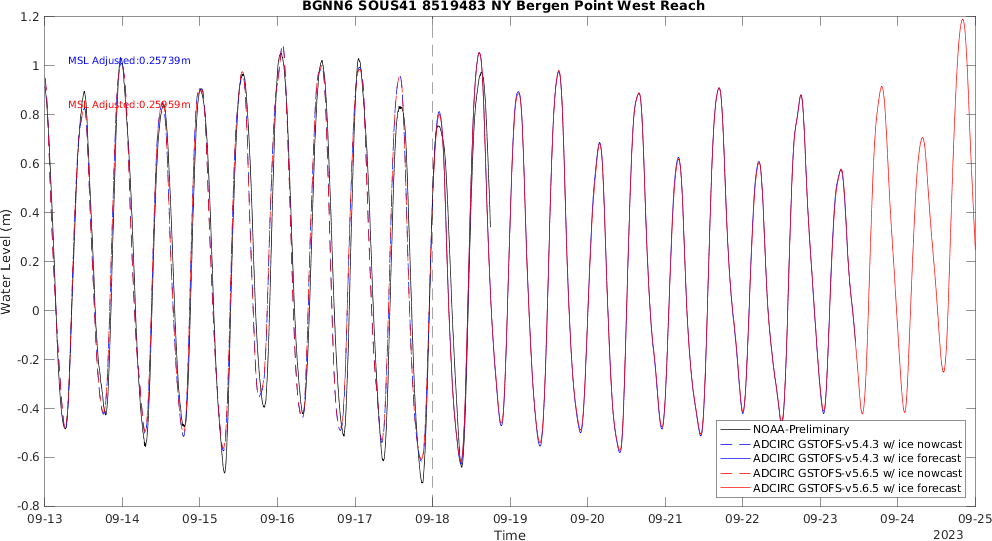 BGNN6 SOUS41 8519483 NY Bergen Point West Reach
1.2
1
0.8
0.6
0.4
0.2
0
-0.2
-0.4
-0.6
-0.8
Water Level (m)
MSL Adjusted:0.25739m
MSL Adjusted:0.25959m
NOAA-Preliminary
ADCIRC GSTOFS-v5.4.3 w/ ice nowcast
ADCIRC GSTOFS-v5.4.3 w/ ice forecast
ADCIRC GSTOFS-v5.6.5 w/ ice nowcast
ADCIRC GSTOFS-v5.6.5 w/ ice forecast
09-13 09-14 09-15 09-16 09-17 09-18 09-19 09-20 09-21 09-22 09-23 09-24 09-25
Time
2023